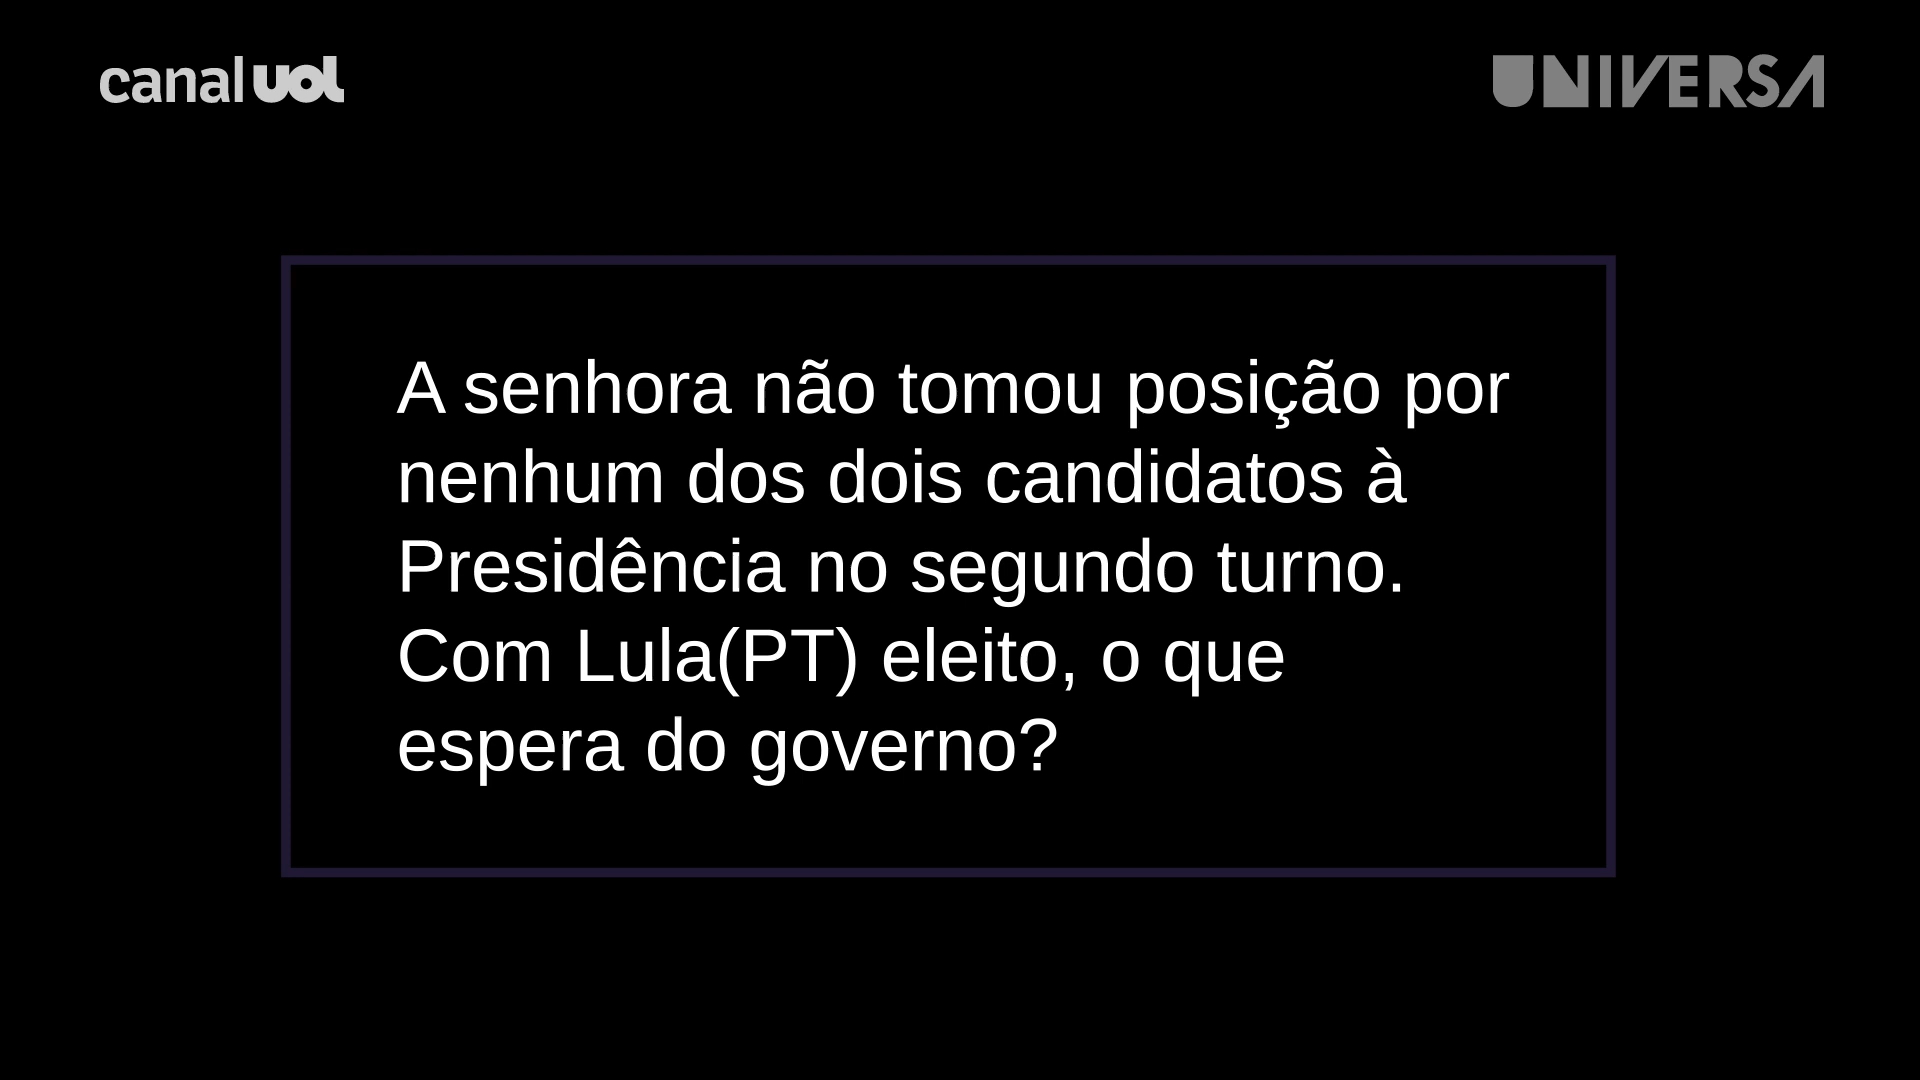 canal uol
UNIVERSA
A senhora não tomou posição por
nenhum dos dois candidatos à
Presidência no segundo turno.
Com Lula(PT) eleito, o que
espera do governo?